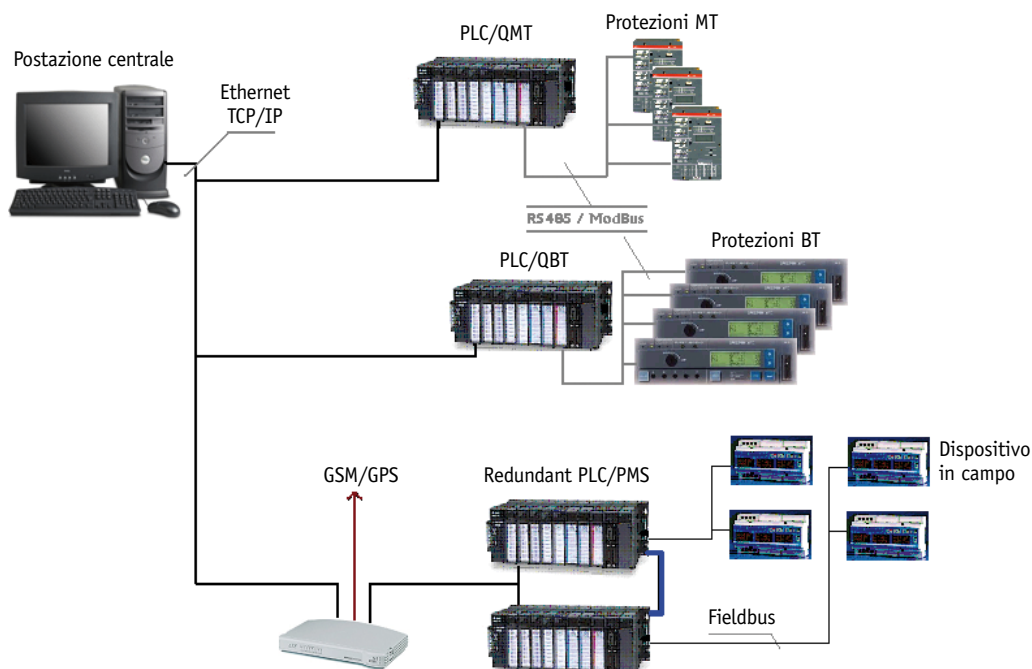 PLC/QMT
Protezioni MT
Postazione centrale
Ethernet
TCP/IP
RS485 / ModBus
Protezioni BT
PLC/QBT
GSM/GPS
Redundant PLC/PMS
Dispositivo
in campo
Fieldbus